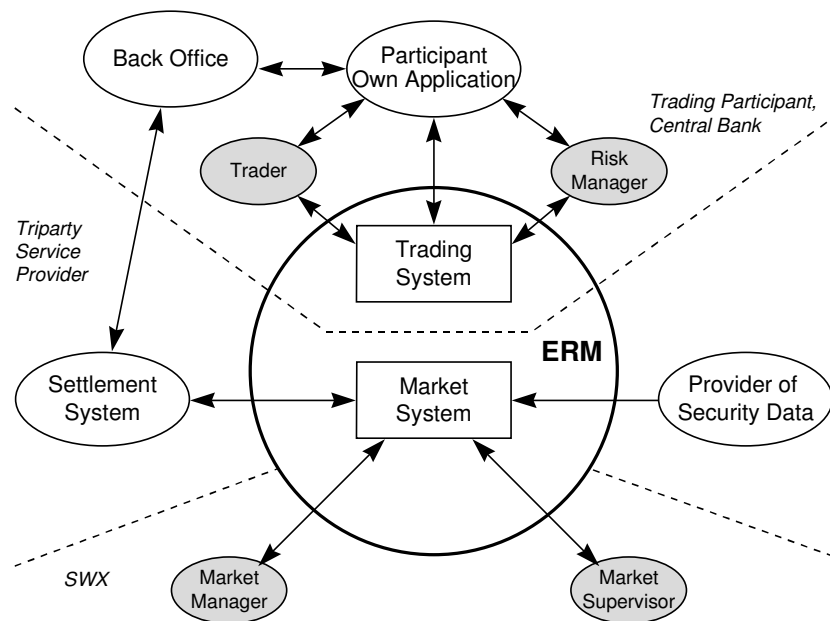 Back Office
Participant
Own Application
Trading Participant,
Central Bank
Trader
Risk
Manager
Triparty
Service
Provider
Trading
System
ERM
Settlement
System
Market
System
Provider of
Security Data
SWX
Market
Manager
Market
Supervisor